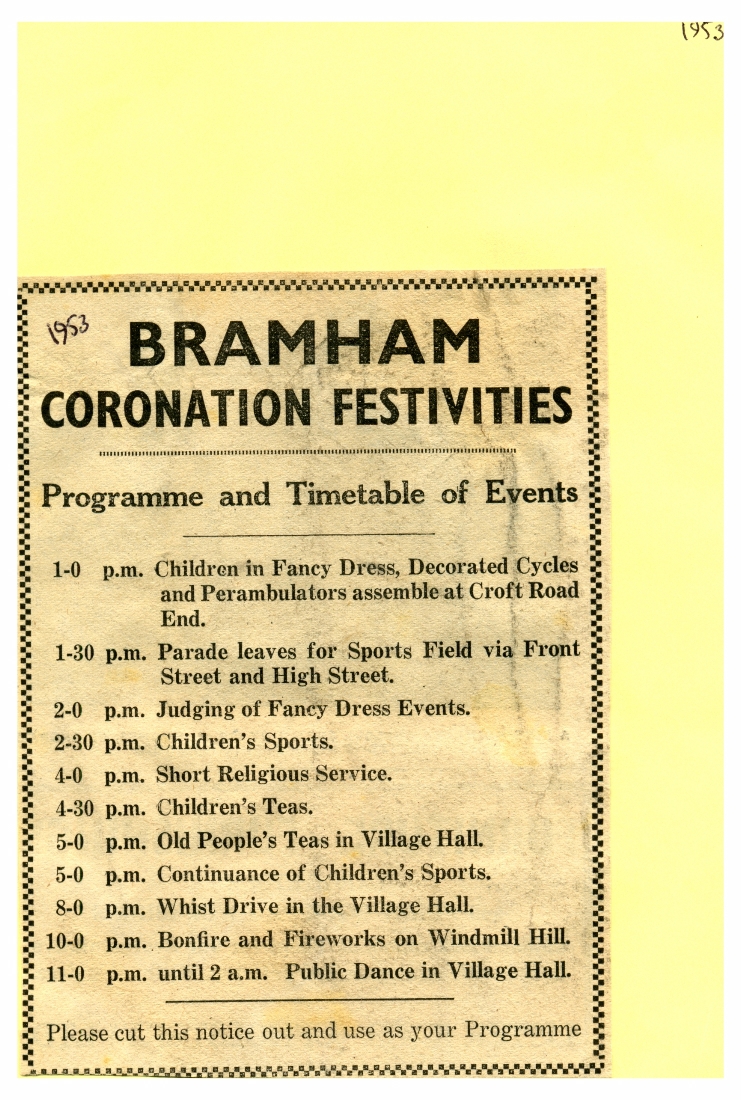 1953
1953
BRAMHAM
CORONATION FESTIVITIES
Programme and Timetable of Events
1-0 p.m. Children in Fancy Dress, Decorated Cycles
and Perambulators assemble at Croft Road
End.
1-30 p.m. Parade leaves for Sports Field via Front
Street and High Street.
2-0 p.m. Judging of Fancy Dress Events.
2-30 p.m. Children's Sports.
4-0 p.m. Short Religious Service.
4-30 p.m. Children's Teas.
5-0 p.m. Old People's Teas in Village Hall.
5-0 p.m. Continuance of Children's Sports.
8-0 p.m. Whist Drive in the Village Hall.
10-0 p.m. Bonfire and Fireworks on Windmill Hill.
11-0 p.m. until 2 a.m. Public Dance in Village Hall.
Please cut this notice out and use as your Programme